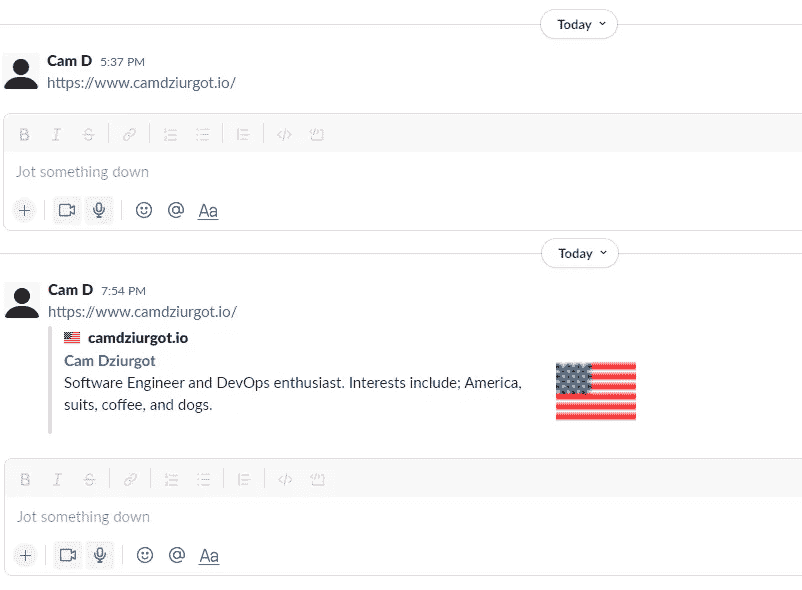 Today
Cam D 5:37 PM
https://www.camdziurgot.io/
B I S
Jot something down
@ Aa
Today
Cam D 7:54 PM
https://www.camdziurgot.io/
camdziurgot.io
Cam Dziurgot
Software Engineer and DevOps enthusiast. Interests include; America,
suits, coffee, and dogs.
B I S
Jot something down
@ Aa